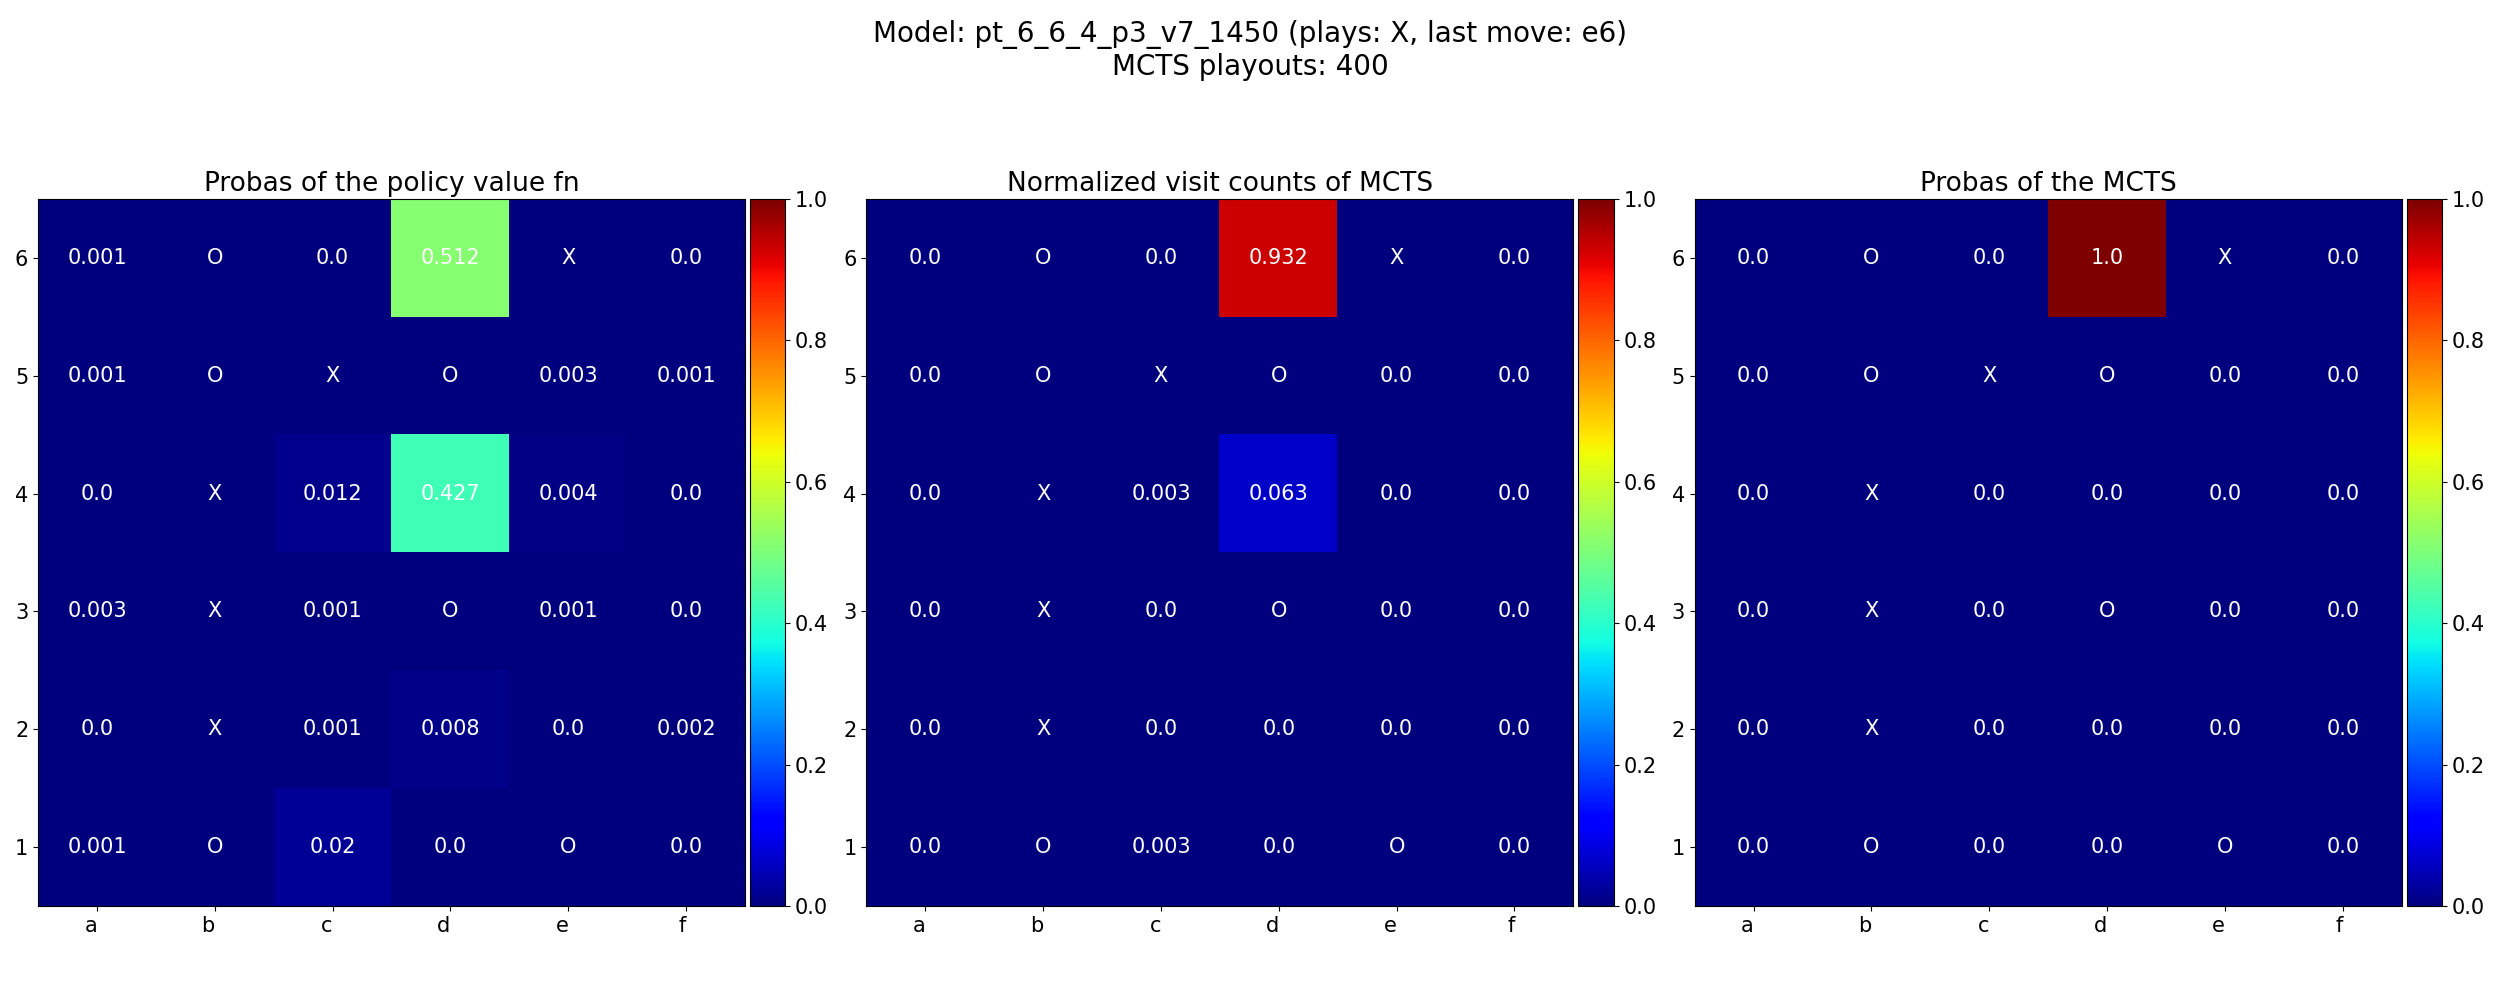 Model: pt_6_6_4_p3_v7_1450 (plays: X, last move: e6)
MCTS playouts: 400
Probas of the policy value fn
6 0.001 O 0.0 0.512 X 0.0
5 0.001 O X O 0.003 0.001
4 0.0 X 0.012 0.427 0.004 0.0
3 0.003 X 0.001 O 0.001 0.0
2 0.0 X 0.001 0.008 0.0 0.002
1 0.001 O 0.02 0.0 O 0.0
a b c d e f
1.0
0.8
0.6
0.4
0.2
0.0
Normalized visit counts of MCTS
6 0.0 O 0.0 0.932 X 0.0
5 0.0 O X O 0.0 0.0
4 0.0 X 0.003 0.063 0.0 0.0
3 0.0 X 0.0 O 0.0 0.0
2 0.0 X 0.0 0.0 0.0 0.0
1 0.0 O 0.003 0.0 O 0.0
a b c d e f
1.0
0.8
0.6
0.4
0.2
0.0
Probas of the MCTS
6 0.0 O 0.0 1.0 X 0.0
5 0.0 O X O 0.0 0.0
4 0.0 X 0.0 0.0 0.0 0.0
3 0.0 X 0.0 O 0.0 0.0
2 0.0 X 0.0 0.0 0.0 0.0
1 0.0 O 0.0 0.0 O 0.0
a b c d e f
1.0
0.8
0.6
0.4
0.2
0.0